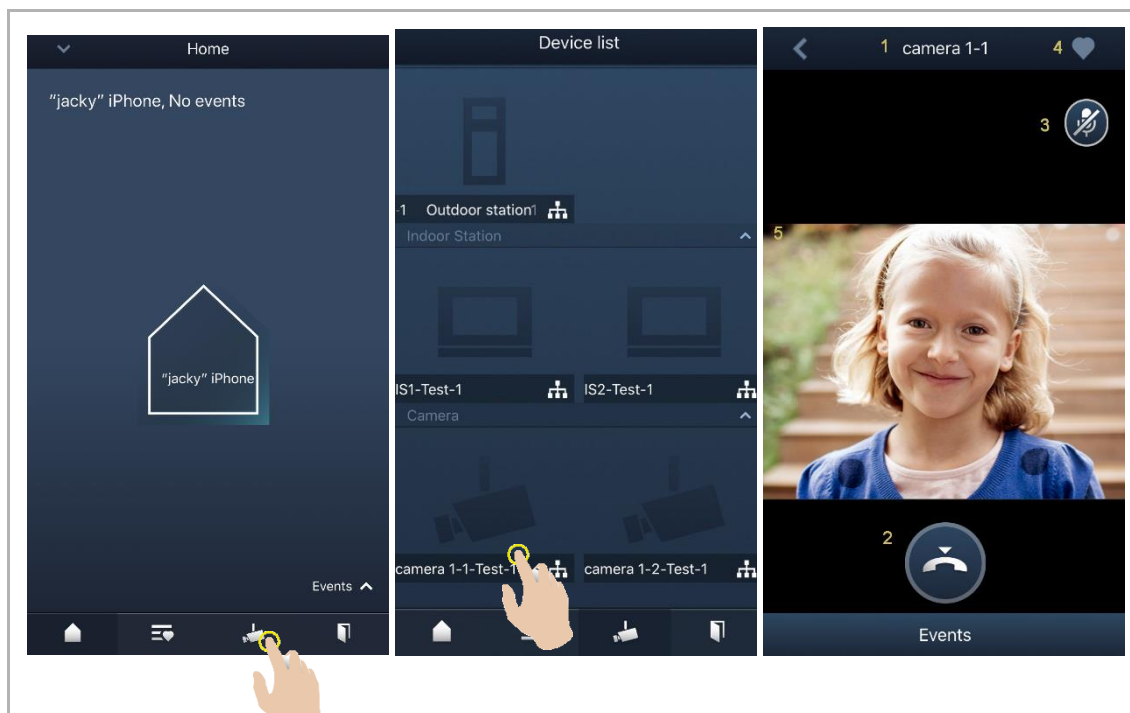 Home
"jacky" iPhone, No events
"jacky" iPhone
Events
Device list
-1 Outdoor station1
Indoor Station
IS1-Test-1
IS2-Test-1
Camera
camera 1-1-Test-1
camera 1-2-Test-1
1 camera 1-1 4
3
5
2
Events